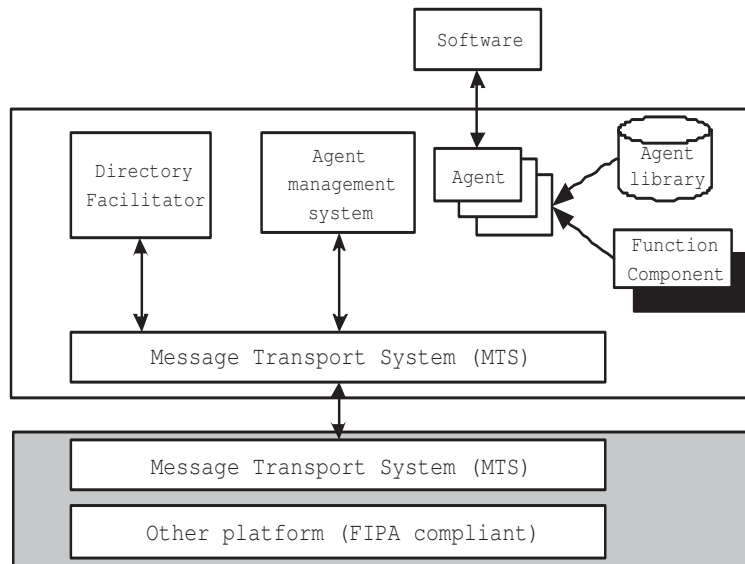 Software
Directory
Facilitator
Agent
management
system
Agent
Agent
library
Function
Component
Message Transport System (MTS)
Message Transport System (MTS)
Other platform (FIPA compliant)